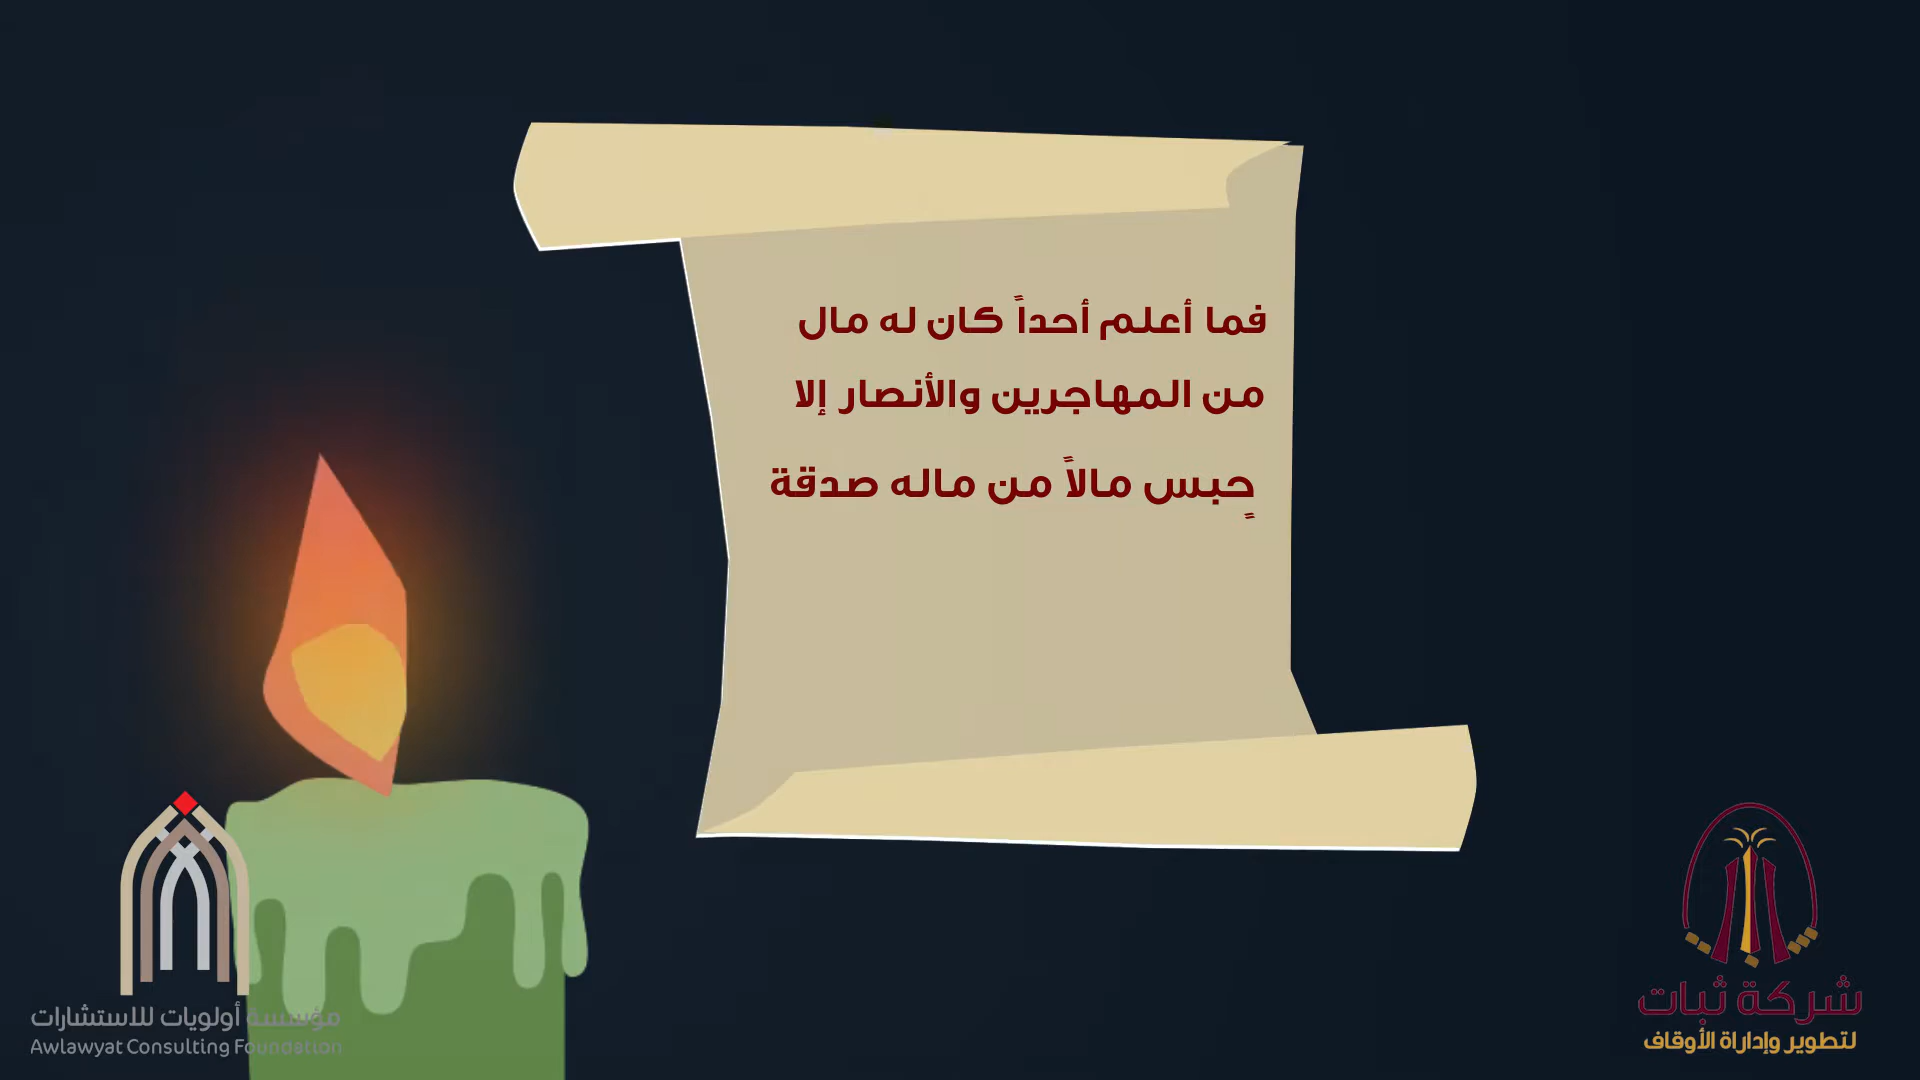 فما أعلم أحداً كان له مال
من المهاجرين والأنصار إلا
حٍبس مالاً من ماله صدقة
مؤسسة أولويات للاستشارات
Awlawyat Consulting Foundation
شركة ثبات
لتطوير وإداراة الأوقاف